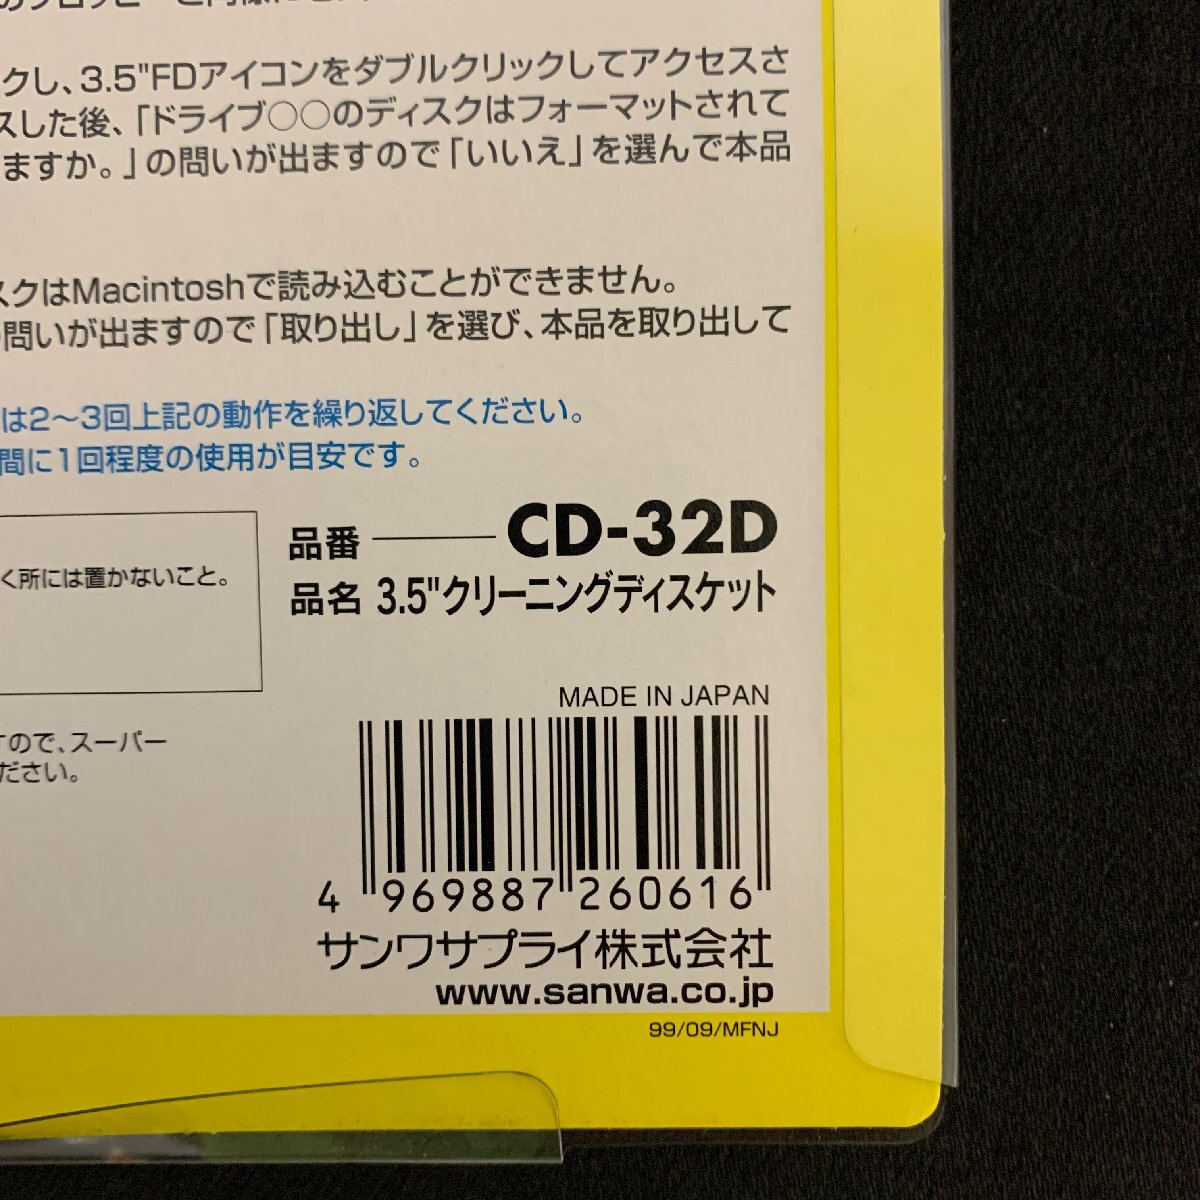 のフロッピーと同様に
クし、3.5"FDアイコンをダブルクリックしてアクセスさ
スした後、「ドライブ○○のディスクはフォーマットされて
ますか。」の問いが出ますので「いいえ」を選んで本品
スクはMacintoshで読み込むことができません。
の問いが出ますので「取り出し」を選び、本品を取り出して
は2～3回上記の動作を繰り返してください。
間に1回程度の使用が目安です。
く所には置かないこと。
品番 CD-32D
品名 3.5"クリーニングディスケット
すので、スーパー
ださい。
MADE IN JAPAN
4 969887 260616
サンワサプライ株式会社
www.sanwa.co.jp
99/09/MFNJ